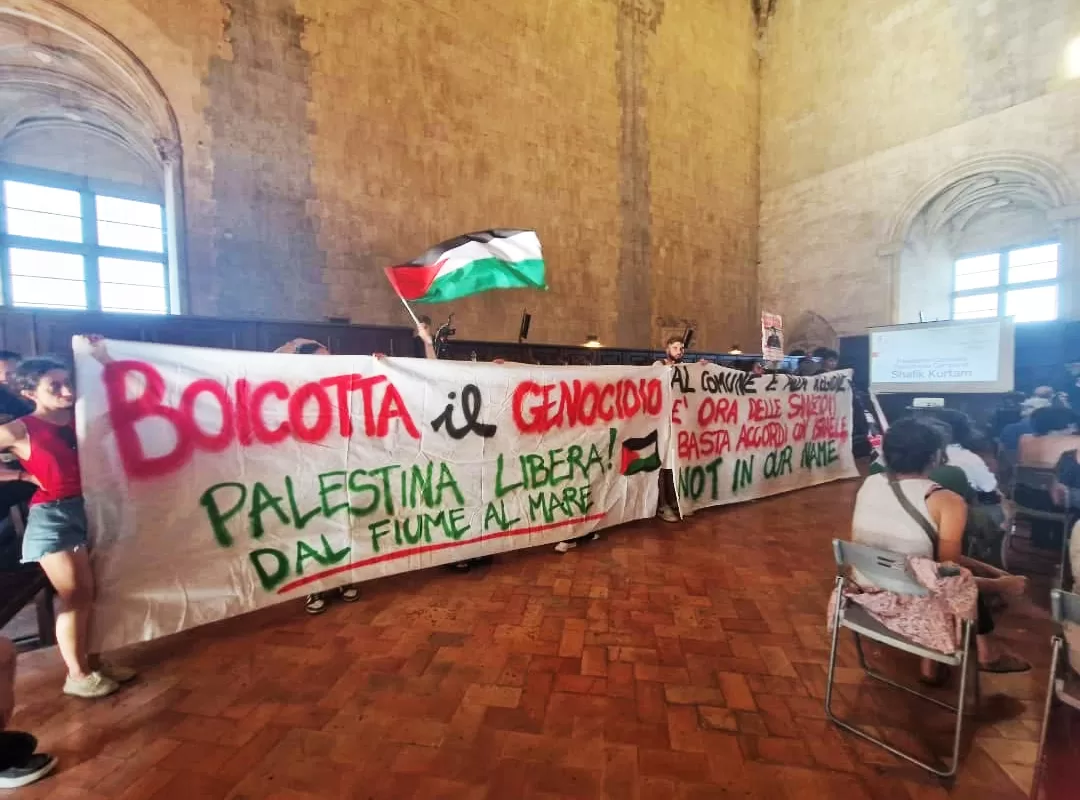 BOICOTTA il GENOCIDIO
PALESTINA LIBERA!
DAL FIUME AL MARE
AL COMUNE E
E' ORA DELLE
BASTA ACCORDI CON ISRAELE
NOT IN OUR NAME
Shafik Kurtam